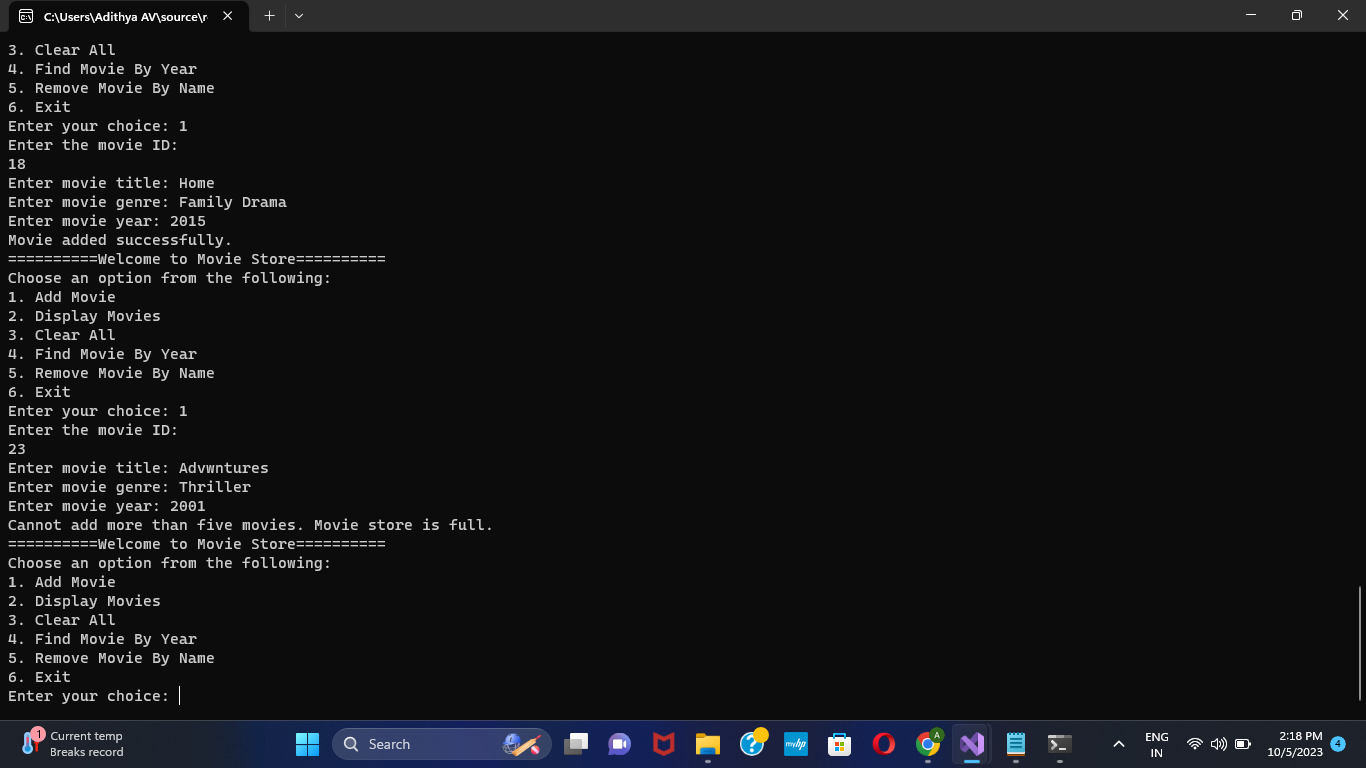 C:\Users\Adithya AV\source\r
3. Clear All
4. Find Movie By Year
5. Remove Movie By Name
6. Exit
Enter your choice: 1
Enter the movie ID:
18
Enter movie title: Home
Enter movie genre: Family Drama
Enter movie year: 2015
Movie added successfully.
==========Welcome to Movie Store==========
Choose an option from the following:
1. Add Movie
2. Display Movies
3. Clear All
4. Find Movie By Year
5. Remove Movie By Name
6. Exit
Enter your choice: 1
Enter the movie ID:
23
Enter movie title: Advwntures
Enter movie genre: Thriller
Enter movie year: 2001
Cannot add more than five movies. Movie store is full.
==========Welcome to Movie Store==========
Choose an option from the following:
1. Add Movie
2. Display Movies
3. Clear All
4. Find Movie By Year
5. Remove Movie By Name
6. Exit
Enter your choice:
1
Current temp
Breaks record
Search
myhp
A
ENG
IN
2:18 PM
10/5/2023
4